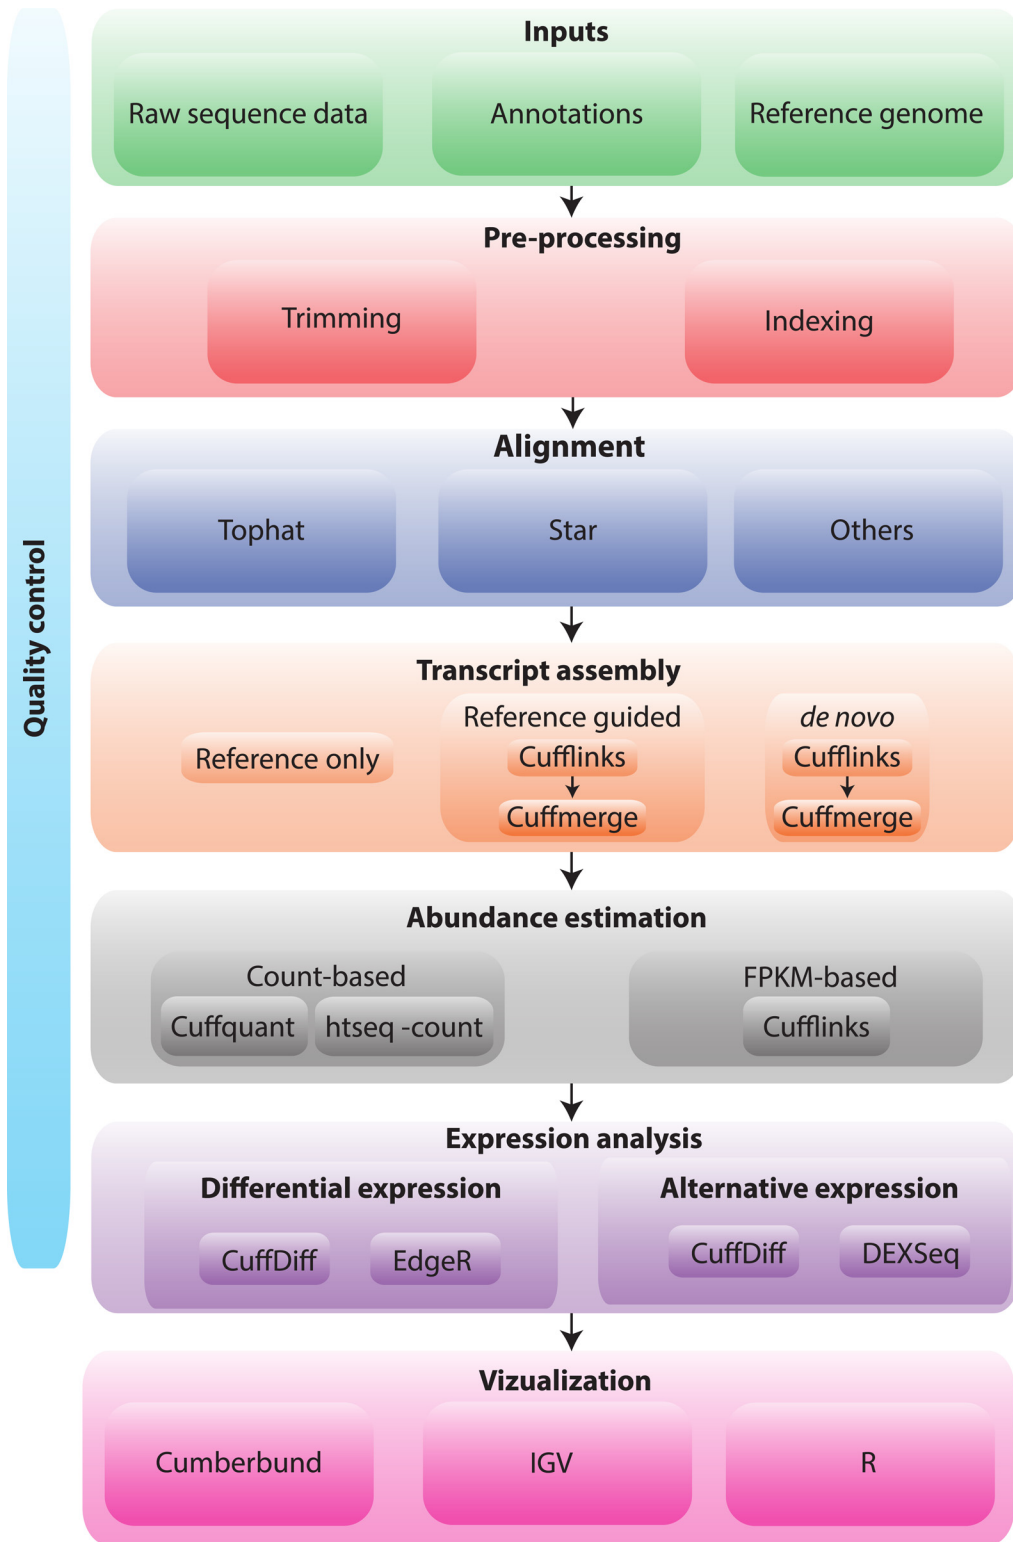 Quality control
Inputs
Raw sequence data
Annotations
Reference genome
Pre-processing
Trimming
Indexing
Alignment
Tophat
Star
Others
Transcript assembly
Reference only
Reference guided
Cufflinks
Cuffmerge
de novo
Cufflinks
Cuffmerge
Abundance estimation
Count-based
Cuffquant
htseq -count
FPKM-based
Cufflinks
Expression analysis
Differential expression
CuffDiff
EdgeR
Alternative expression
CuffDiff
DEXSeq
Vizualization
Cumberbund
IGV
R